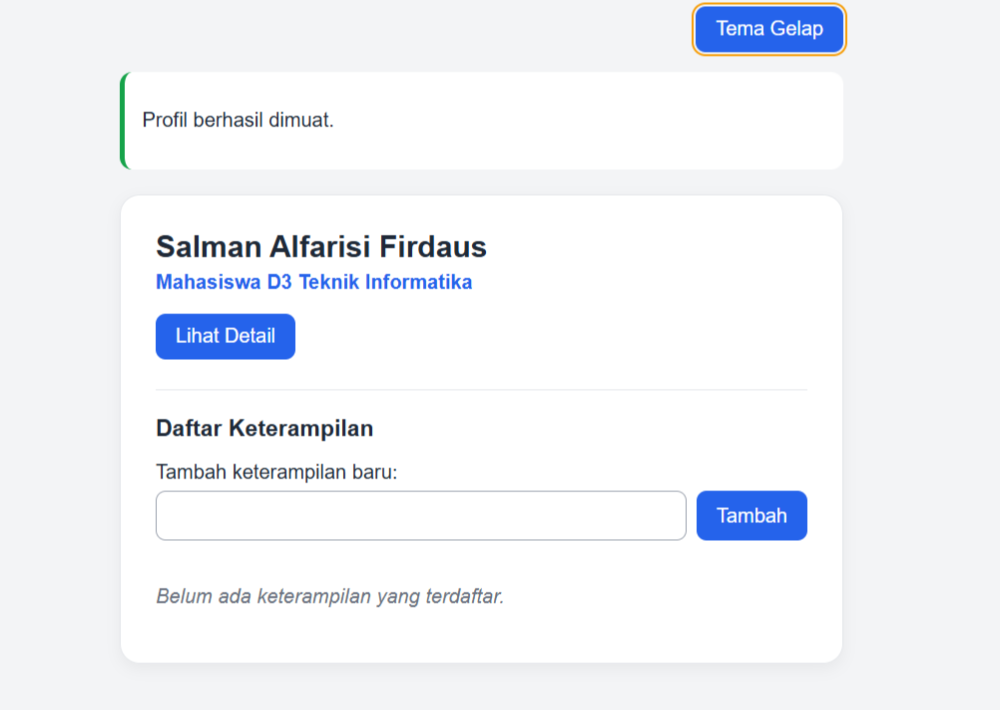 Tema Gelap
Profil berhasil dimuat.
Salman Alfarisi Firdaus
Mahasiswa D3 Teknik Informatika
Lihat Detail
Daftar Keterampilan
Tambah keterampilan baru:
Tambah
Belum ada keterampilan yang terdaftar.